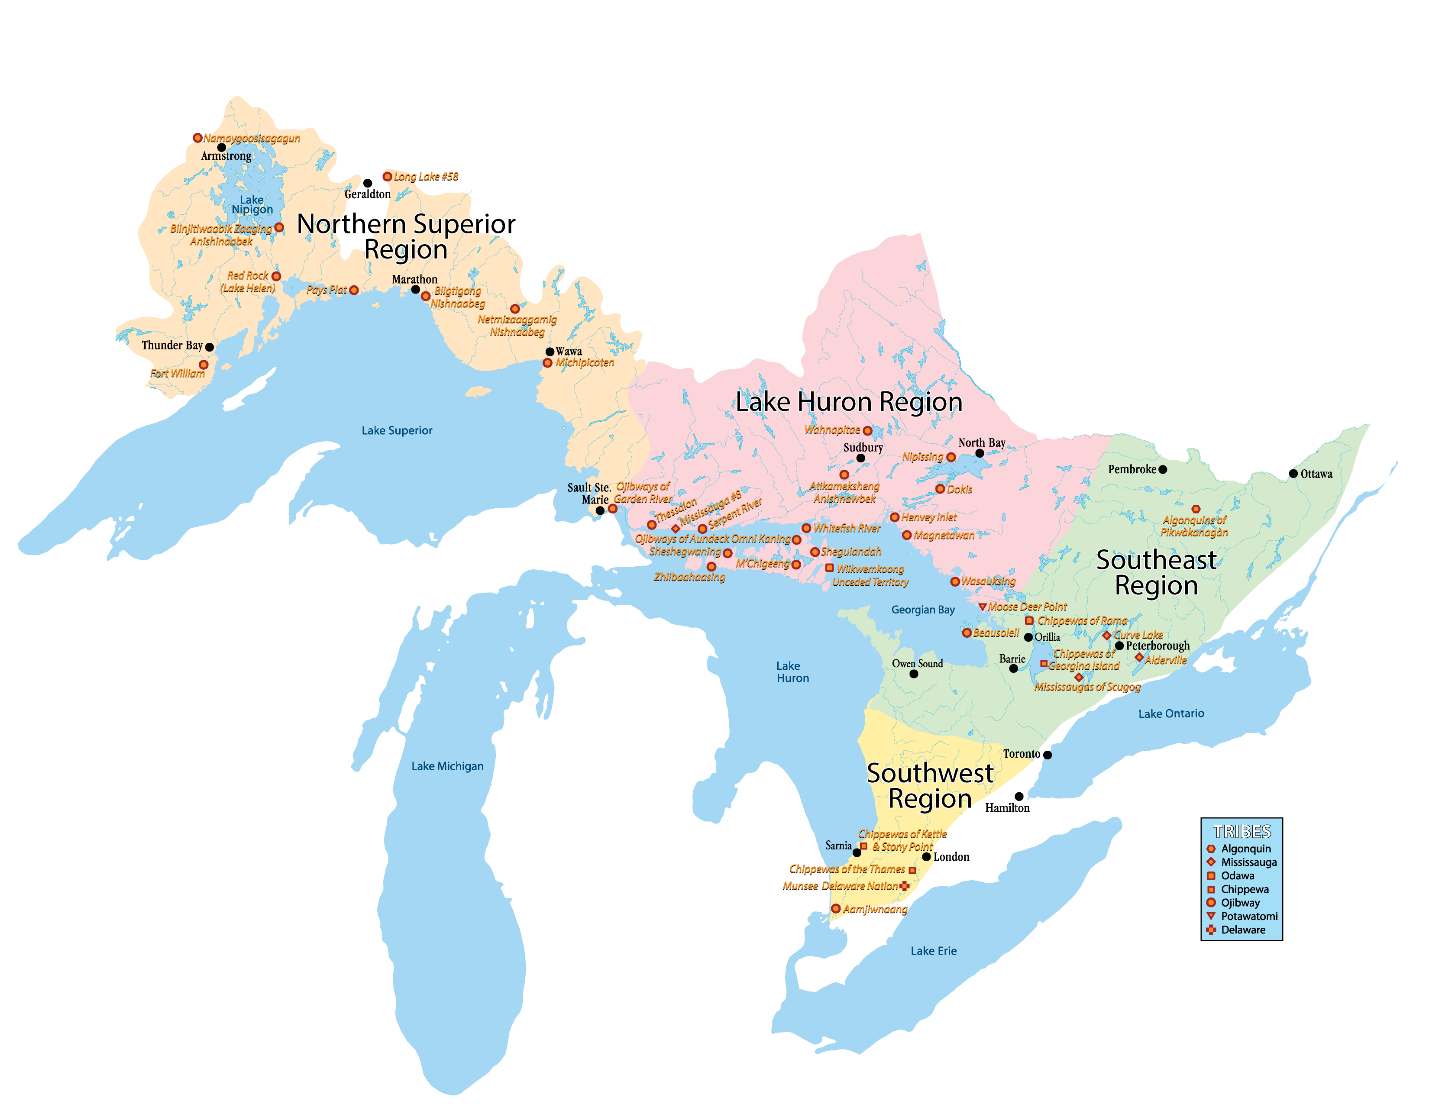 Namaygoosisagagun
Armstrong
Long Lake #58
Geraldton
Lake
Nipigon
Biinjitiwaabik Zaaging
Anishinaabek
Northern Superior
Region
Red Rock
(Lake Helen)
Pays Plat
Marathon
Biigtigong
Nishnaabeg
Netmizaaggamig
Nishnaabeg
Thunder Bay
Fort William
Wawa
Michipicoten
Lake Superior
Lake Huron Region
Wahnapitae
Sudbury
North Bay
Nipissing
Atikameksheng
Anishnawbek
Dokis
Pembroke
Ottawa
Sault Ste.
Marie
Ojibways of
Garden River
Thessalon
Mississauga #8
Serpent River
Ojibways of Aundeck Omni Kaning
Whitefish River
Henvey Inlet
Magnetawan
Sheshegwaning
Sheguiandah
Zhiibaahaasing
M'Chigeeng
Wiikwemkoong
Unceded Territory
Algonquins of
Pikwàkanagàn
Southeast
Region
Wasauksing
Georgian Bay
Moose Deer Point
Chippewas of Rama
Beausoleil
Orillia
Curve Lake
Peterborough
Alderville
Owen Sound
Barrie
Chippewas of
Georgina Island
Mississaugas of Scugog
Lake
Huron
Lake Ontario
Lake Michigan
Toronto
Southwest
Region
Hamilton
Chippewas of Kettle
& Stony Point
Sarnia
London
Chippewas of the Thames
Munsee Delaware Nation
Aamjiwnaang
Lake Erie
TRIBES
Algonquin
Mississauga
Odawa
Chippewa
Ojibway
Potawatomi
Delaware